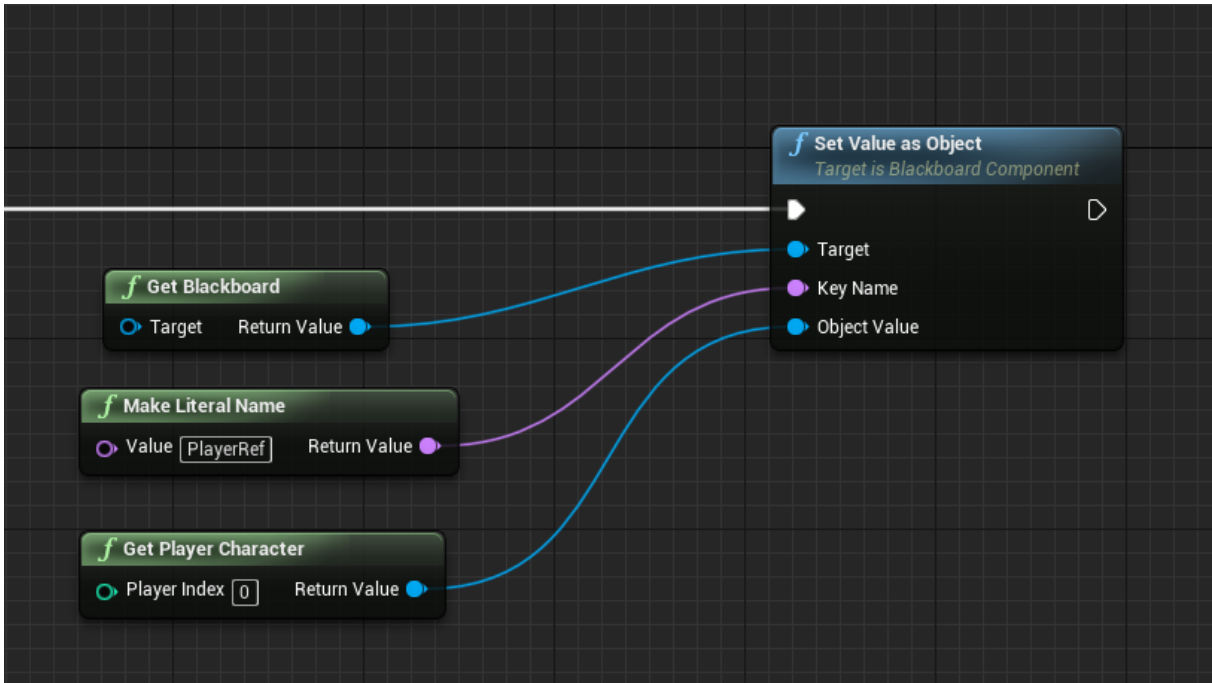 Set Value as Object
Target is Blackboard Component
Target
Key Name
Object Value
Get Blackboard
Target Return Value
Make Literal Name
Value PlayerRef Return Value
Get Player Character
Player Index 0 Return Value